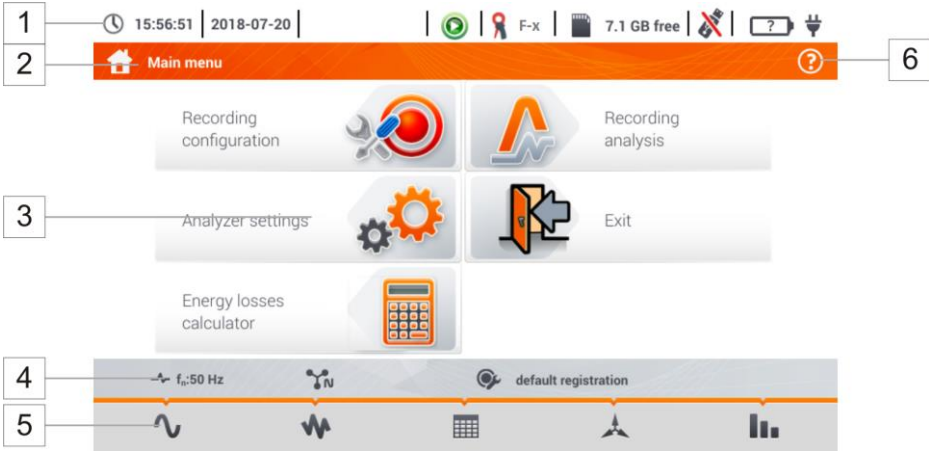 1
15:56:51 2018-07-20 F-x 7.1 GB free ?
2
Main menu ?
6
Recording
configuration
Recording
analysis
3
Analyzer settings
Exit
Energy losses
calculator
4
fₙ:50 Hz N default registration
5